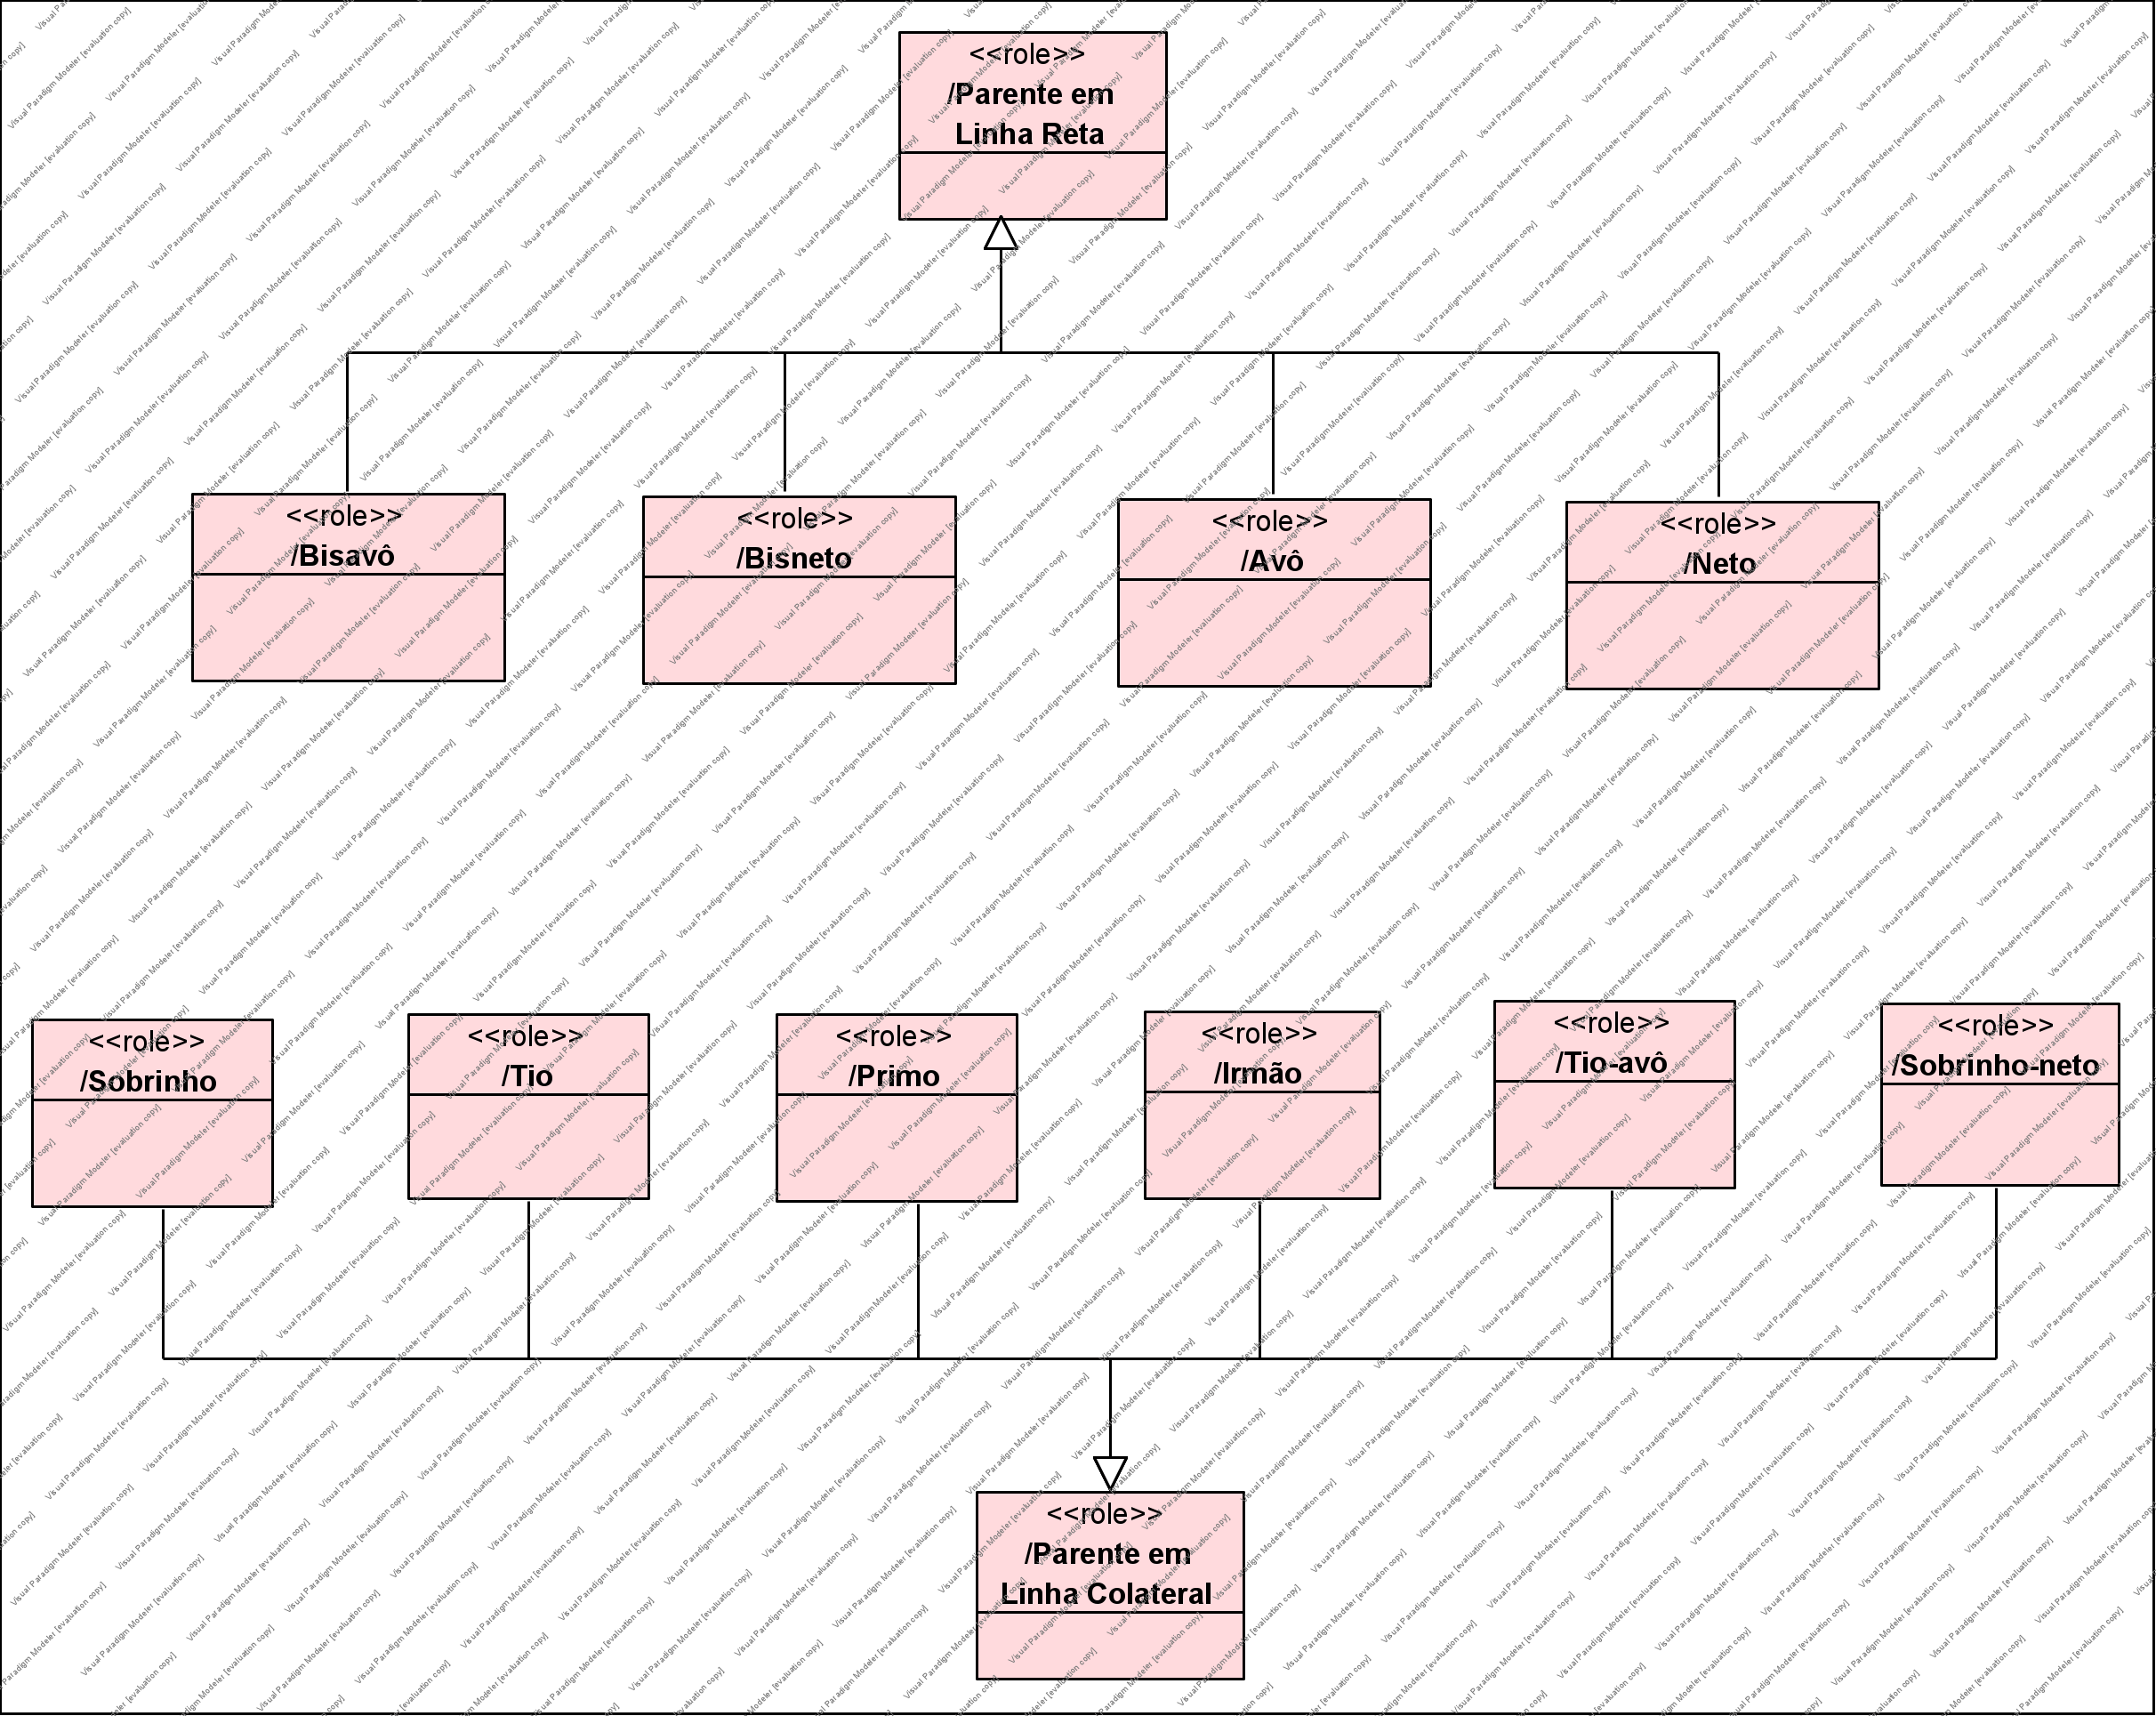 <<role>>
/Parente em
Linha Reta
<<role>>
/Bisavô
<<role>>
/Bisneto
<<role>>
/Avô
<<role>>
/Neto
<<role>>
/Sobrinho
<<role>>
/Tio
<<role>>
/Primo
<<role>>
/Irmão
<<role>>
/Tio-avô
<<role>>
/Sobrinho-neto
<<role>>
/Parente em
Linha Colateral
Visual Paradigm Modeler [evaluation copy]